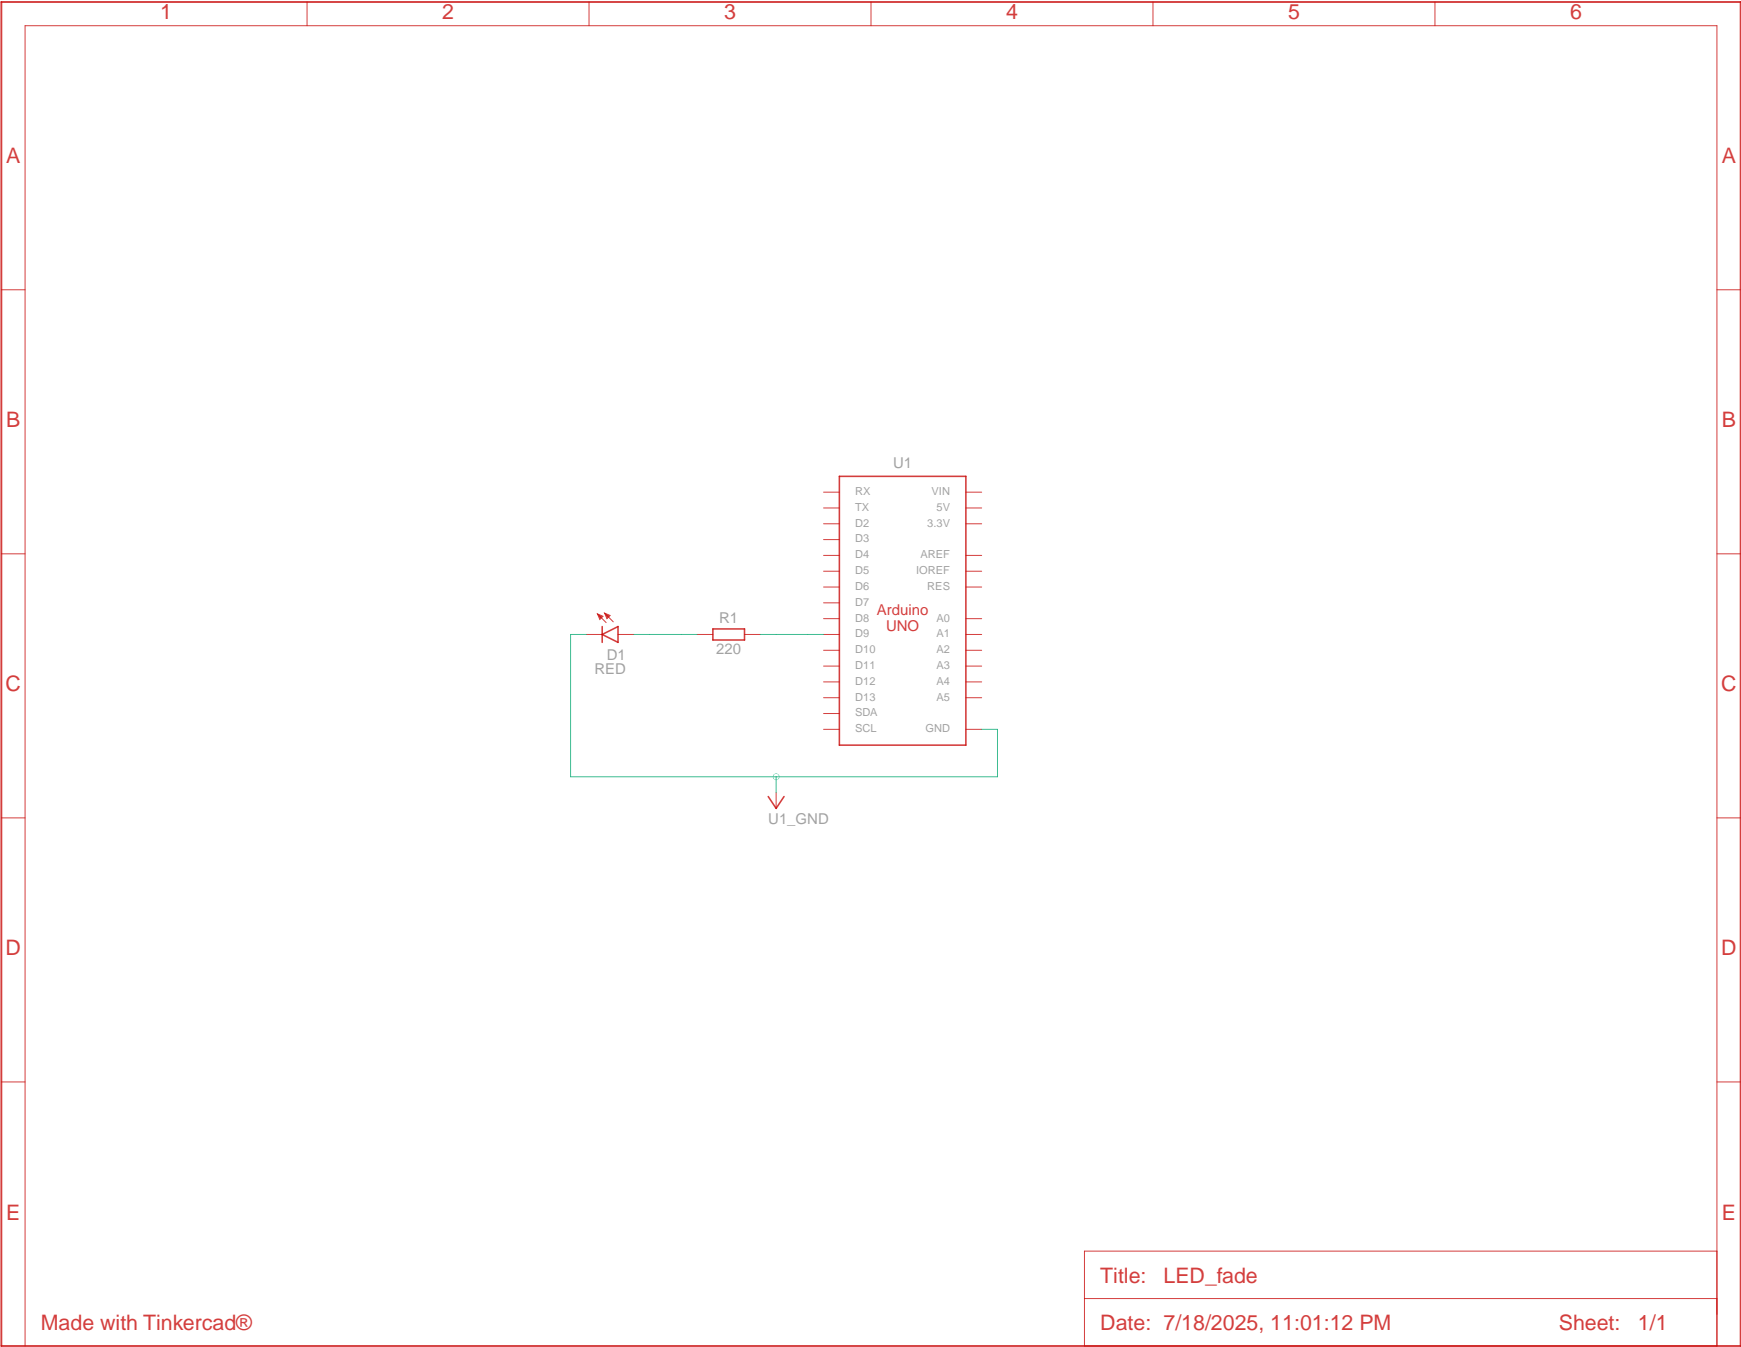 1 2 3 4 5 6
A A
B B
U1
RX VIN
TX 5V
D2 3.3V
D3
D4 AREF
D5 IOREF
D6 RES
D7
Arduino
UNO
D8 A0
D9 A1
D10 A2
D11 A3
D12 A4
D13 A5
SDA
SCL GND
R1
220
D1
RED
C C
U1_GND
D D
E E
Title: LED_fade
Date: 7/18/2025, 11:01:12 PM Sheet: 1/1
Made with Tinkercad®